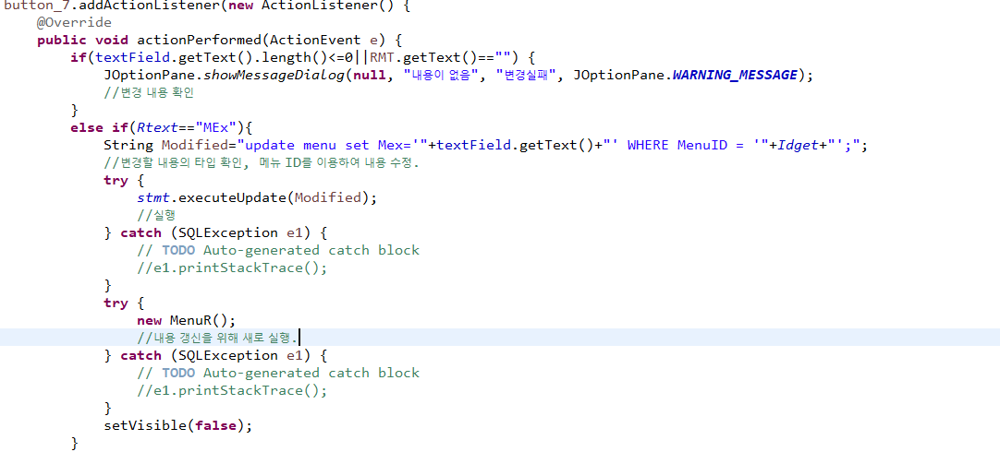 button_7.addActionListener(new ActionListener() {
@Override
public void actionPerformed(ActionEvent e) {
if(textField.getText().length()<=0||RMT.getText()=="") {
JOptionPane.showMessageDialog(null, "내용이 없음", "변경실패", JOptionPane.WARNING_MESSAGE);
//변경 내용 확인
}
else if(Rtext=="MEx"){
String Modified="update menu set Mex='"+textField.getText()+"' WHERE MenuID = '"+Idget+"';";
//변경할 내용의 타입 확인, 메뉴 ID를 이용하여 내용 수정.
try {
stmt.executeUpdate(Modified);
//실행
} catch (SQLException e1) {
// TODO Auto-generated catch block
//e1.printStackTrace();
}
try {
new MenuR();
//내용 갱신을 위해 새로 실행.
} catch (SQLException e1) {
// TODO Auto-generated catch block
//e1.printStackTrace();
}
setVisible(false);
}